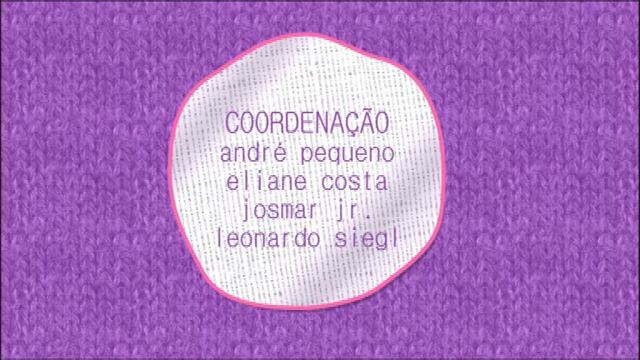 COORDENAÇÃO
andré pequeno
eliane costa
josmar jr.
leonardo siegl